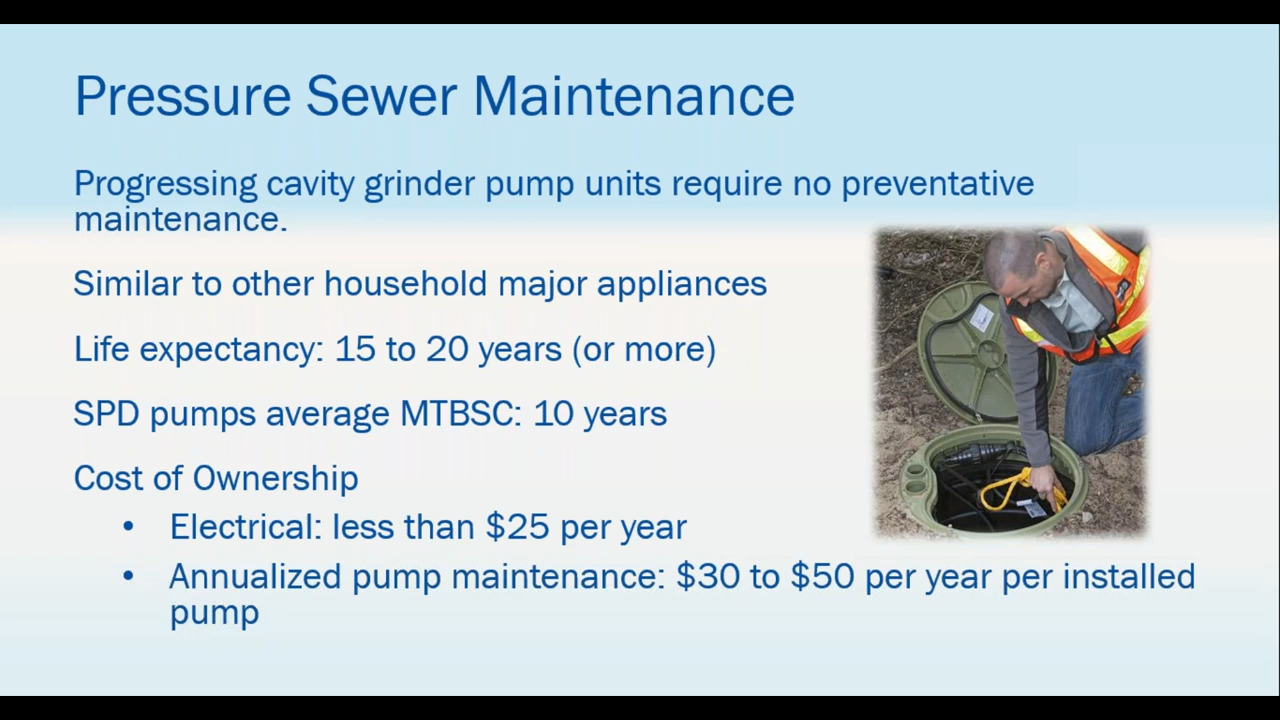 Pressure Sewer Maintenance
Progressing cavity grinder pump units require no preventative
maintenance.
Similar to other household major appliances
Life expectancy: 15 to 20 years (or more)
SPD pumps average MTBSC: 10 years
Cost of Ownership
• Electrical: less than $25 per year
• Annualized pump maintenance: $30 to $50 per year per installed
pump